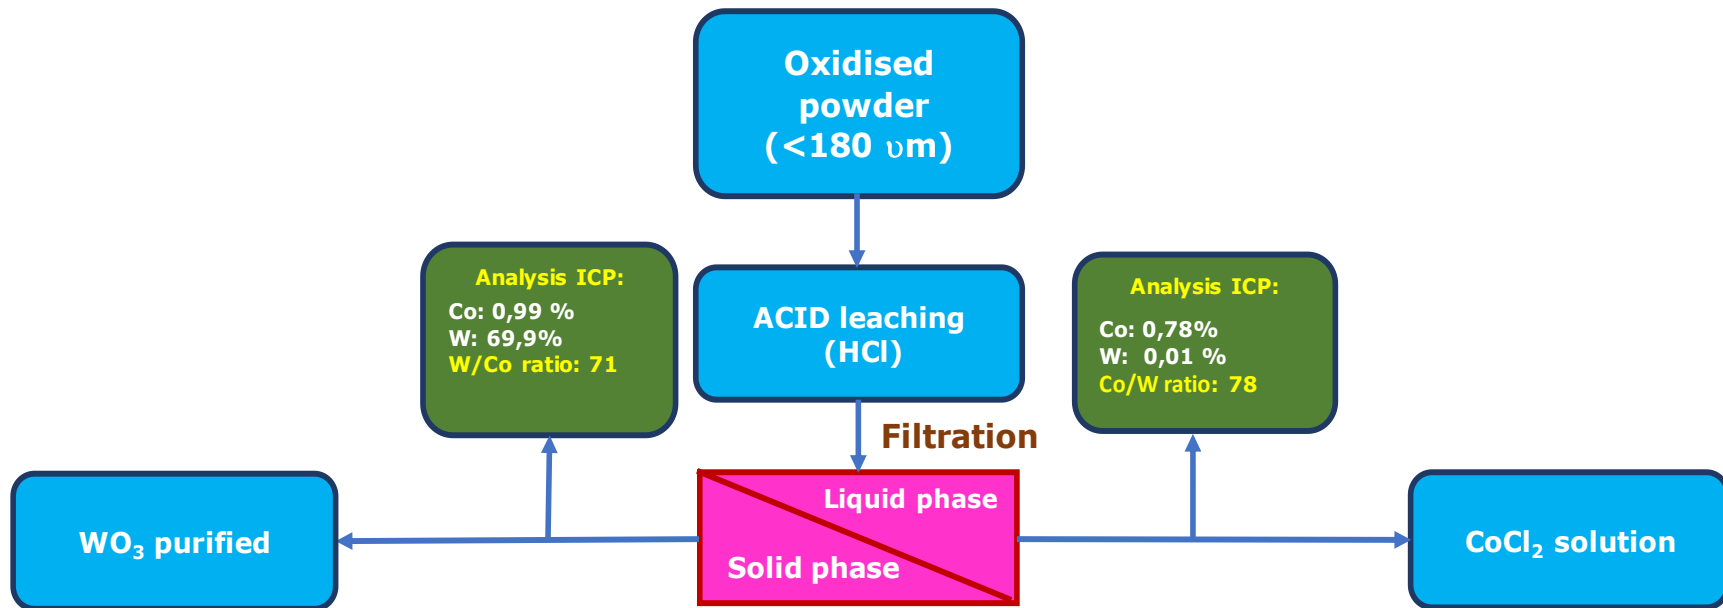 Oxidised
powder
(<180 υm)
Analysis ICP:
Co: 0,99 %
W: 69,9%
W/Co ratio: 71
ACID leaching
(HCl)
Analysis ICP:
Co: 0,78%
W: 0,01 %
Co/W ratio: 78
Filtration
Liquid phase
Solid phase
WO₃ purified
CoCl₂ solution